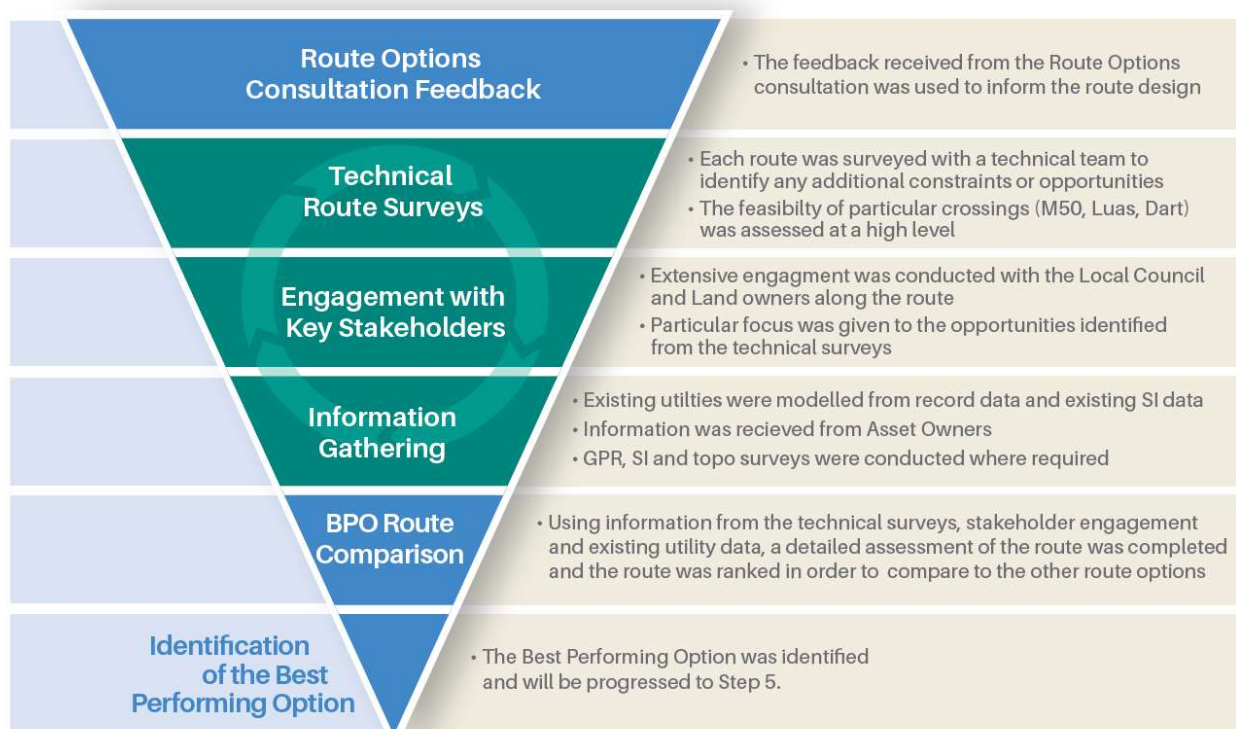 Route Options
Consultation Feedback
• The feedback received from the Route Options
consultation was used to inform the route design
Technical
Route Surveys
• Each route was surveyed with a technical team to
identify any additional constraints or opportunities
• The feasibilty of particular crossings (M50, Luas, Dart)
was assessed at a high level
Engagement with
Key Stakeholders
• Extensive engagment was conducted with the Local Council
and Land owners along the route
• Particular focus was given to the opportunities identified
from the technical surveys
Information
Gathering
• Existing utilties were modelled from record data and existing SI data
• Information was recieved from Asset Owners
• GPR, SI and topo surveys were conducted where required
BPO Route
Comparison
• Using information from the technical surveys, stakeholder engagement
and existing utility data, a detailed assessment of the route was completed
and the route was ranked in order to compare to the other route options
Identification
of the Best
Performing Option
• The Best Performing Option was identified
and will be progressed to Step 5.